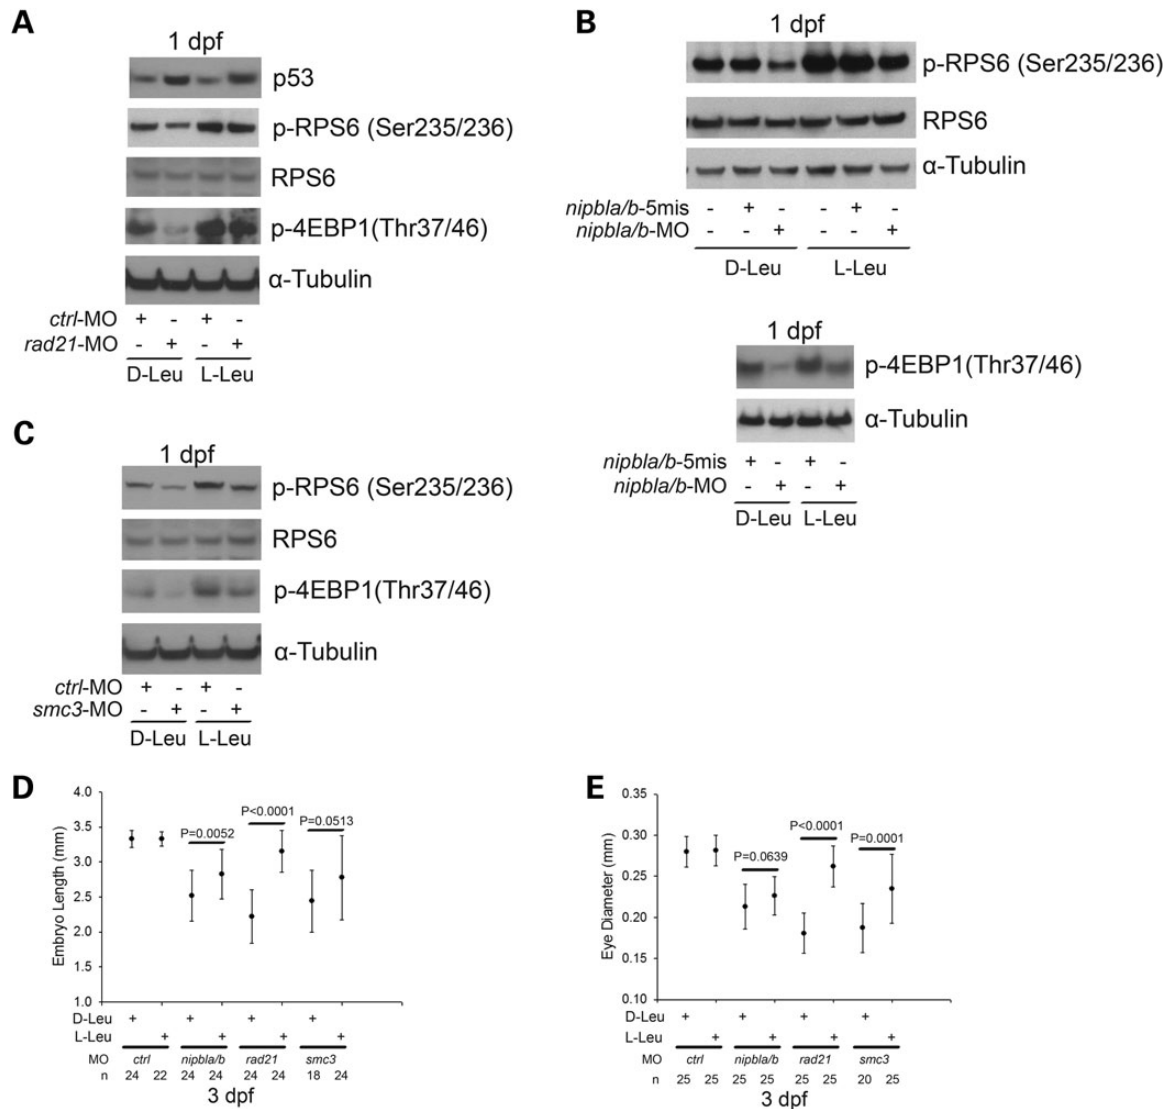 A
1 dpf
p53
p-RPS6 (Ser235/236)
RPS6
p-4EBP1(Thr37/46)
α-Tubulin
ctrl-MO + - + -
rad21-MO - + - +
D-Leu L-Leu
B
1 dpf
p-RPS6 (Ser235/236)
RPS6
α-Tubulin
nipbla/b-5mis - + - - + -
nipbla/b-MO - - + - - +
D-Leu L-Leu
1 dpf
p-4EBP1(Thr37/46)
α-Tubulin
nipbla/b-5mis + - + -
nipbla/b-MO - + - +
D-Leu L-Leu
C
1 dpf
p-RPS6 (Ser235/236)
RPS6
p-4EBP1(Thr37/46)
α-Tubulin
ctrl-MO + - + -
smc3-MO - + - +
D-Leu L-Leu
D
4.0
3.5
3.0
2.5
2.0
1.0
Embryo Length (mm)
P=0.0052
P<0.0001
P=0.0513
D-Leu + + + +
L-Leu + + + +
MO ctrl nipbla/b rad21 smc3
n 24 22 24 24 24 24 18 24
3 dpf
E
0.35
0.30
0.25
0.20
0.15
0.10
Eye Diameter (mm)
P=0.0639
P<0.0001
P=0.0001
D-Leu + + + +
L-Leu + + + +
MO ctrl nipbla/b rad21 smc3
n 25 25 25 25 25 25 20 25
3 dpf